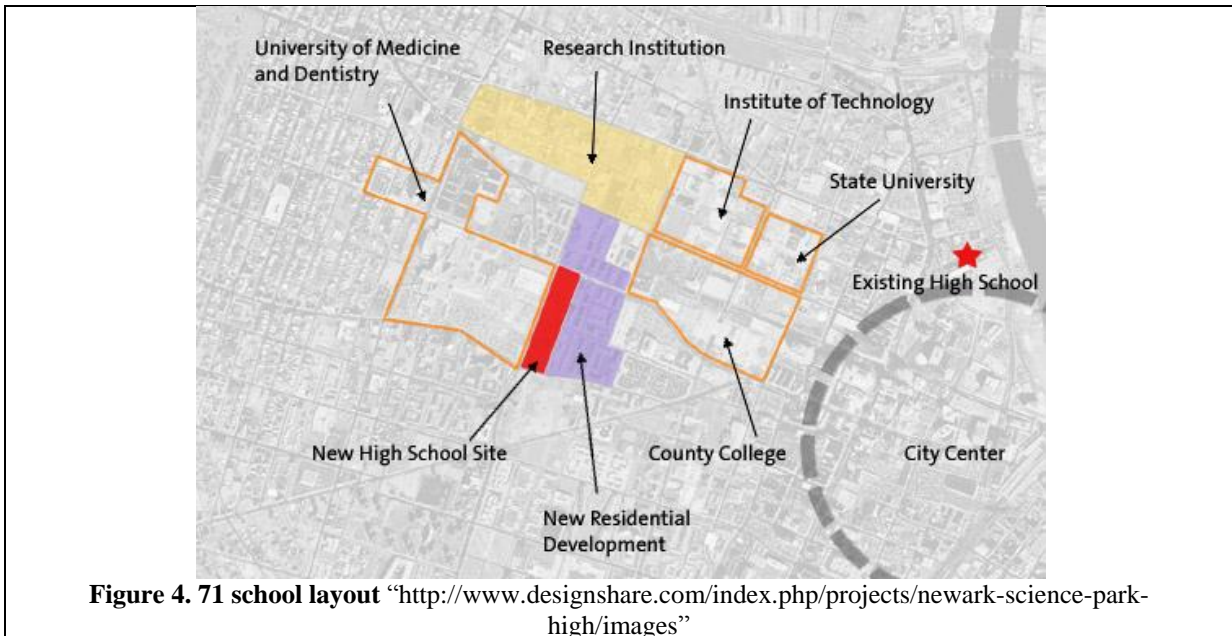 University of Medicine
and Dentistry
Research Institution
Institute of Technology
State University
Existing High School
New High School Site
County College
City Center
New Residential
Development
Figure 4. 71 school layout “http://www.designshare.com/index.php/projects/newark-science-park-
high/images”